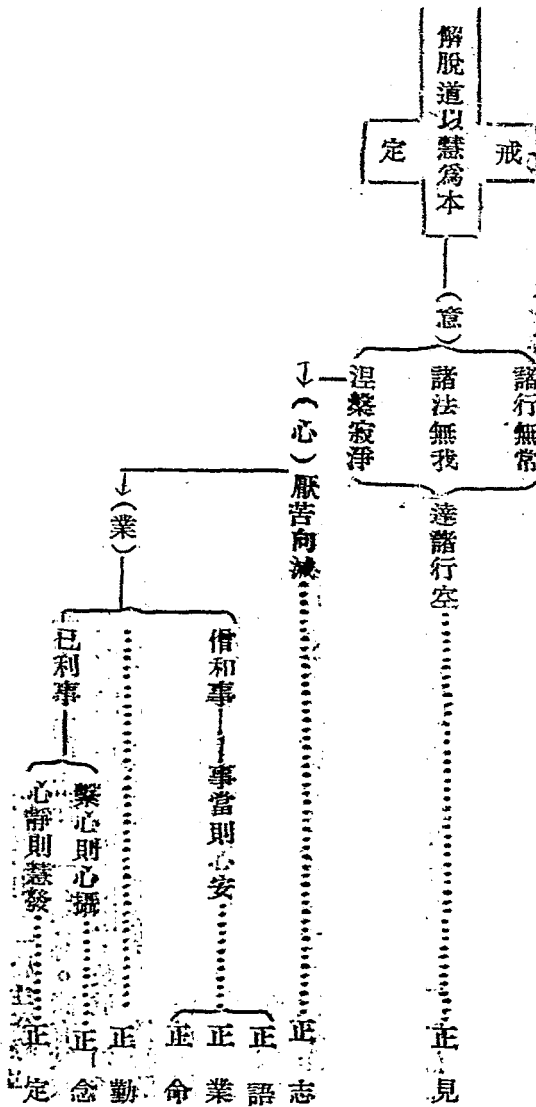 解脫道以慧爲本
戒
定
(意)
諸行無常
諸法無我
涅槃寂淨
達諸行空
正見
(心)厭苦向滅
正志
(業)
僧和事
事當則心安
正語
正業
正命
正勤
己利事
繫心則心攝
正念
心靜則慧發
正定